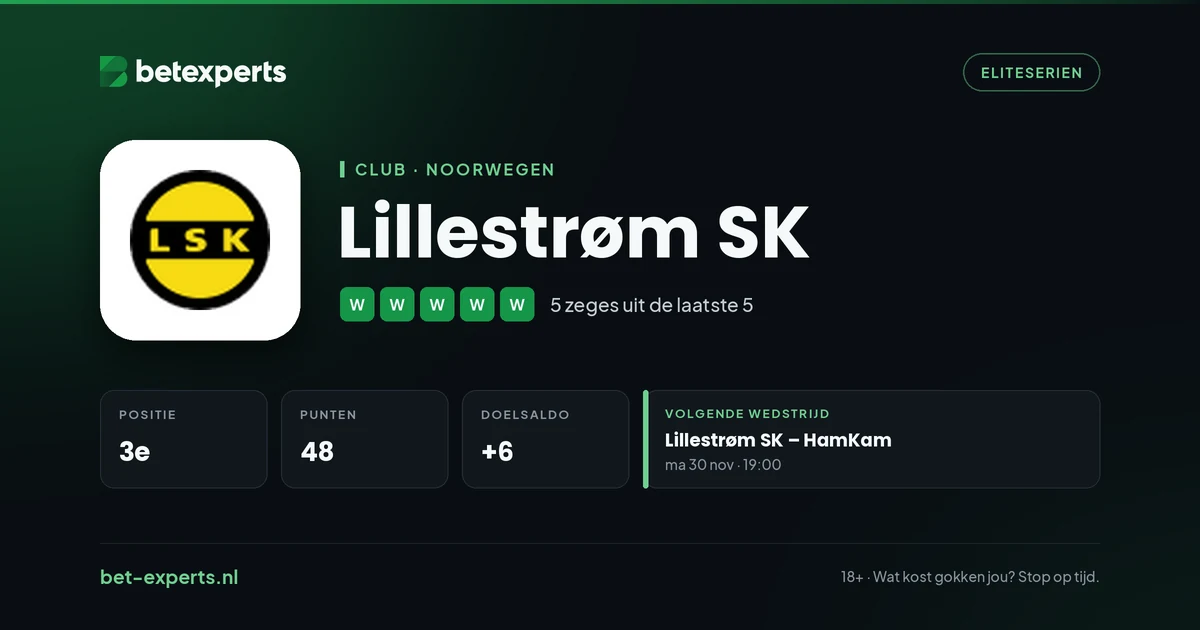 betexperts
ELITESERIEN
LSK
CLUB · NOORWEGEN
Lillestrøm SK
W W W W W 5 zeges uit de laatste 5
POSITIE
3e
PUNTEN
48
DOELSALDO
+6
VOLGENDE WEDSTRIJD
Lillestrøm SK – HamKam
ma 30 nov · 19:00
bet-experts.nl
18+ · Wat kost gokken jou? Stop op tijd.